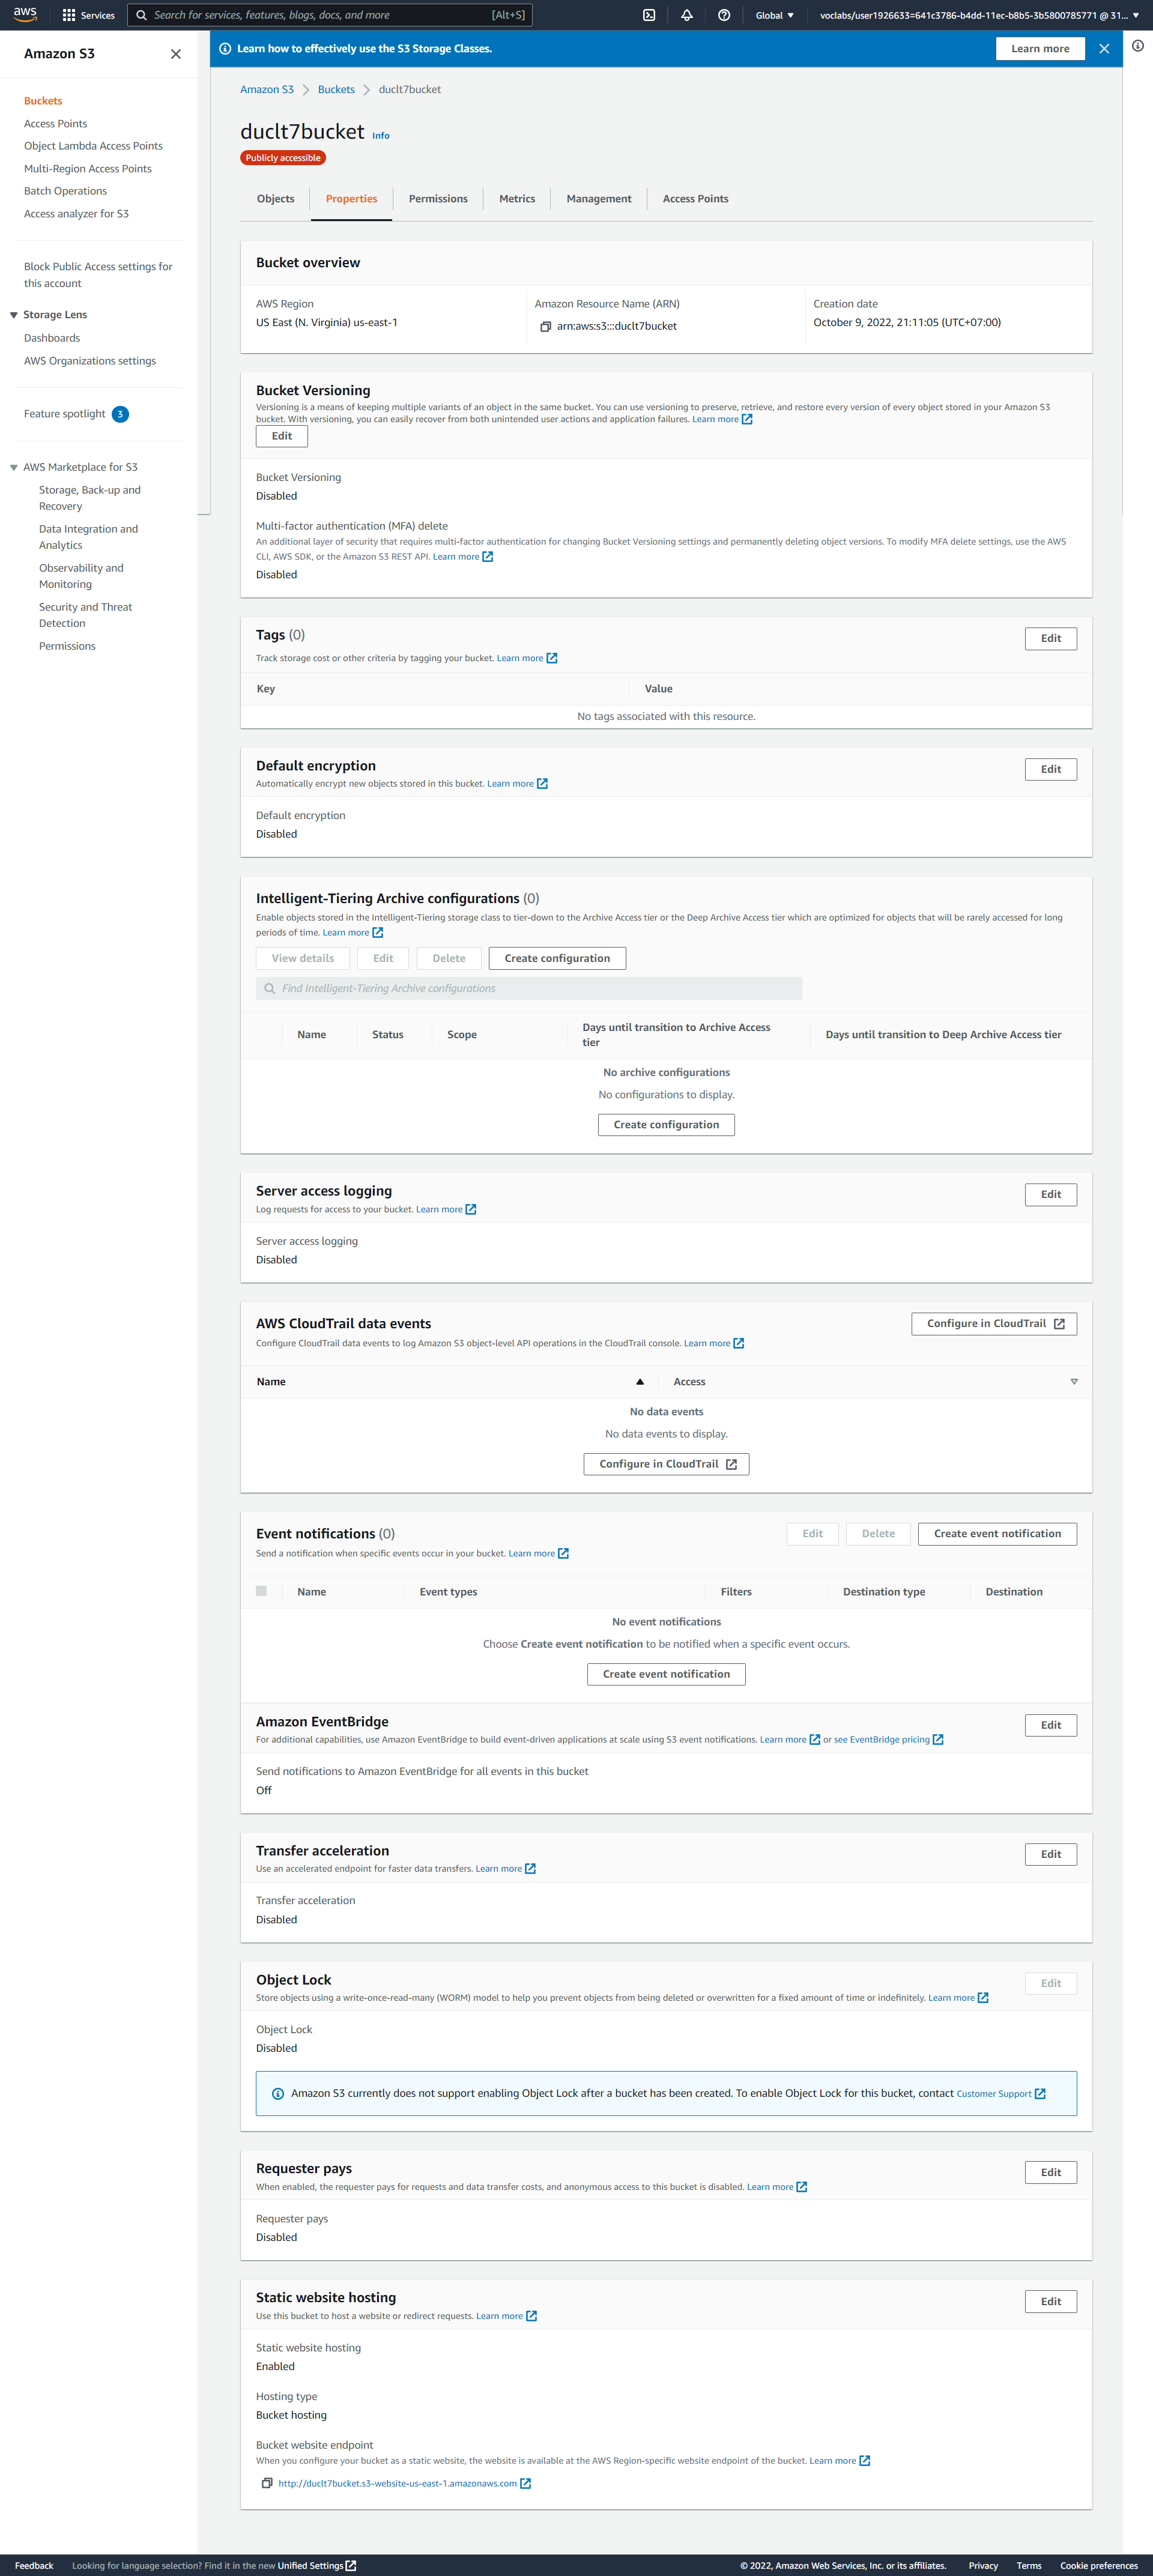 aws
Services
Search for services, features, blogs, docs, and more
[Alt+S]
Global
voclabs/user1926633=641c3786-b4dd-11ec-b8b5-3b5800785771 @ 31...
Amazon S3
Buckets
Access Points
Object Lambda Access Points
Multi-Region Access Points
Batch Operations
Access analyzer for S3
Block Public Access settings for
this account
Storage Lens
Dashboards
AWS Organizations settings
Feature spotlight 3
AWS Marketplace for S3
Storage, Back-up and
Recovery
Data Integration and
Analytics
Observability and
Monitoring
Security and Threat
Detection
Permissions
Learn how to effectively use the S3 Storage Classes.
Learn more
Amazon S3 > Buckets > duclt7bucket
duclt7bucket Info
Publicly accessible
Objects
Properties
Permissions
Metrics
Management
Access Points
Bucket overview
AWS Region
US East (N. Virginia) us-east-1
Amazon Resource Name (ARN)
arn:aws:s3:::duclt7bucket
Creation date
October 9, 2022, 21:11:05 (UTC+07:00)
Bucket Versioning
Versioning is a means of keeping multiple variants of an object in the same bucket. You can use versioning to preserve, retrieve, and restore every version of every object stored in your Amazon S3
bucket. With versioning, you can easily recover from both unintended user actions and application failures. Learn more
Edit
Bucket Versioning
Disabled
Multi-factor authentication (MFA) delete
An additional layer of security that requires multi-factor authentication for changing Bucket Versioning settings and permanently deleting object versions. To modify MFA delete settings, use the AWS
CLI, AWS SDK, or the Amazon S3 REST API. Learn more
Disabled
Tags (0)
Edit
Track storage cost or other criteria by tagging your bucket. Learn more
Key
Value
No tags associated with this resource.
Default encryption
Edit
Automatically encrypt new objects stored in this bucket. Learn more
Default encryption
Disabled
Intelligent-Tiering Archive configurations (0)
Enable objects stored in the Intelligent-Tiering storage class to tier-down to the Archive Access tier or the Deep Archive Access tier which are optimized for objects that will be rarely accessed for long
periods of time. Learn more
View details
Edit
Delete
Create configuration
Find Intelligent-Tiering Archive configurations
Name
Status
Scope
Days until transition to Archive Access
tier
Days until transition to Deep Archive Access tier
No archive configurations
No configurations to display.
Create configuration
Server access logging
Edit
Log requests for access to your bucket. Learn more
Server access logging
Disabled
AWS CloudTrail data events
Configure in CloudTrail
Configure CloudTrail data events to log Amazon S3 object-level API operations in the CloudTrail console. Learn more
Name
Access
No data events
No data events to display.
Configure in CloudTrail
Event notifications (0)
Edit
Delete
Create event notification
Send a notification when specific events occur in your bucket. Learn more
Name
Event types
Filters
Destination type
Destination
No event notifications
Choose Create event notification to be notified when a specific event occurs.
Create event notification
Amazon EventBridge
Edit
For additional capabilities, use Amazon EventBridge to build event-driven applications at scale using S3 event notifications. Learn more or see EventBridge pricing
Send notifications to Amazon EventBridge for all events in this bucket
Off
Transfer acceleration
Edit
Use an accelerated endpoint for faster data transfers. Learn more
Transfer acceleration
Disabled
Object Lock
Edit
Store objects using a write-once-read-many (WORM) model to help you prevent objects from being deleted or overwritten for a fixed amount of time or indefinitely. Learn more
Object Lock
Disabled
Amazon S3 currently does not support enabling Object Lock after a bucket has been created. To enable Object Lock for this bucket, contact Customer Support
Requester pays
Edit
When enabled, the requester pays for requests and data transfer costs, and anonymous access to this bucket is disabled. Learn more
Requester pays
Disabled
Static website hosting
Edit
Use this bucket to host a website or redirect requests. Learn more
Static website hosting
Enabled
Hosting type
Bucket hosting
Bucket website endpoint
When you configure your bucket as a static website, the website is available at the AWS Region-specific website endpoint of the bucket. Learn more
http://duclt7bucket.s3-website-us-east-1.amazonaws.com
Feedback
Looking for language selection? Find it in the new Unified Settings
© 2022, Amazon Web Services, Inc. or its affiliates.
Privacy
Terms
Cookie preferences